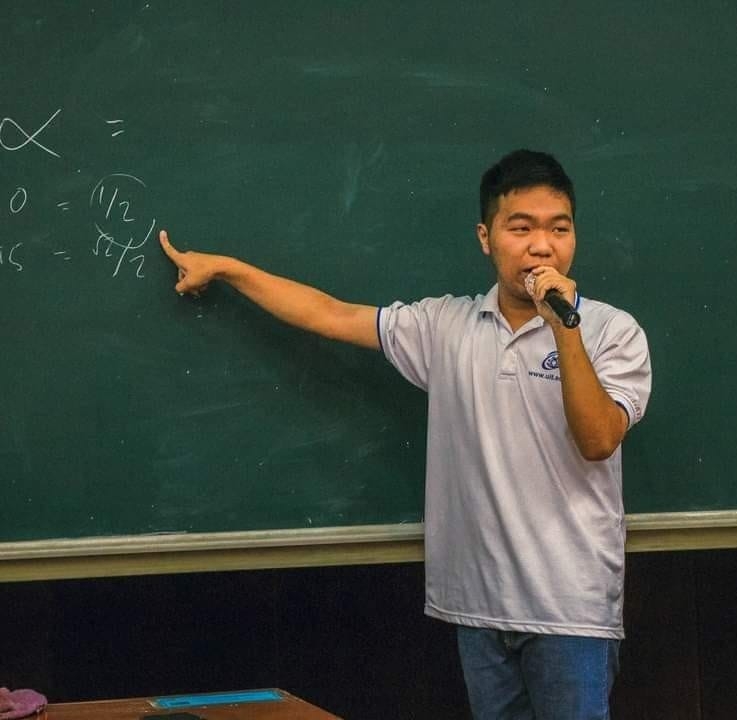 α =
0 = 1/2
= √2/2
www.uit.